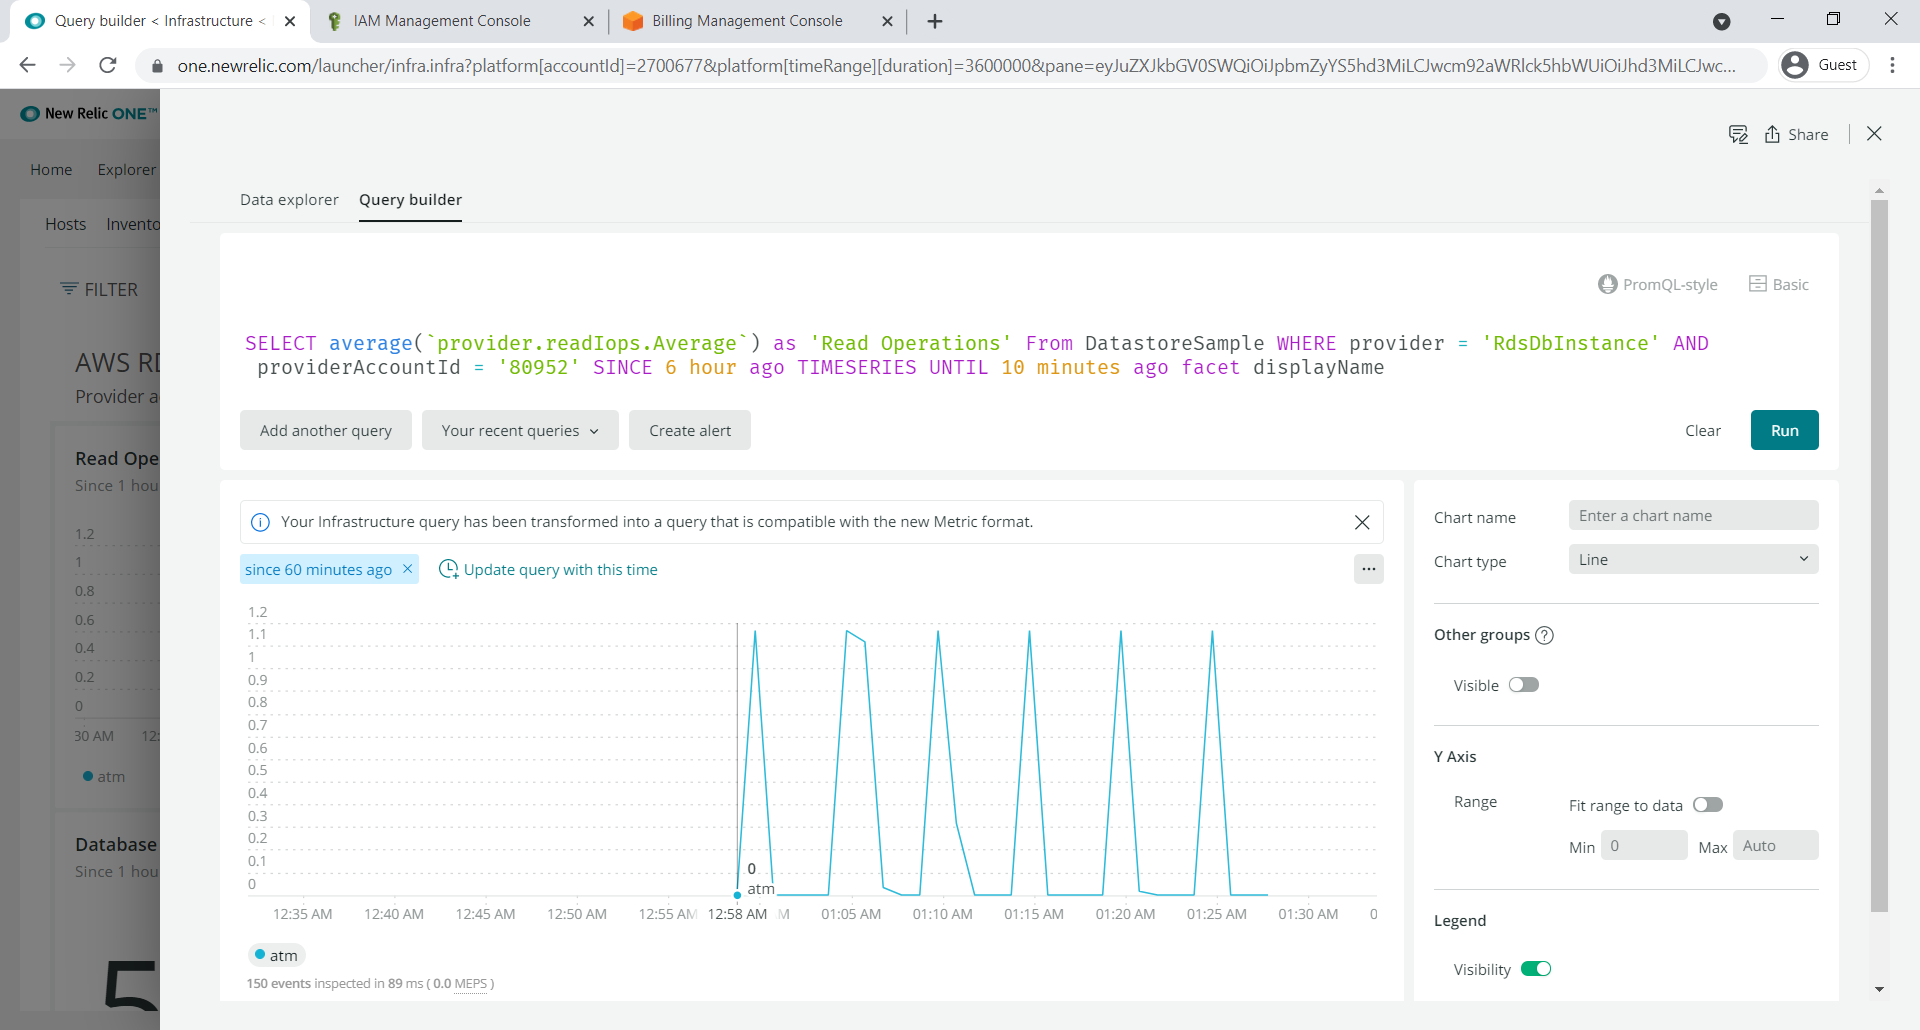 Query builder < Infrastructure <
IAM Management Console
Billing Management Console
one.newrelic.com/launcher/infra.infra?platform[accountId]=2700677&platform[timeRange][duration]=3600000&pane=eyJuZXJkbGV0SWQiOiJpbmZyYS5hd3MiLCJwcm92aWRlck5hbWUiOiJhd3MiLCJwc...
Guest
New Relic ONE™
Share
Home
Explorer
Hosts
Invento
Data explorer
Query builder
FILTER
PromQL-style
Basic
SELECT average(`provider.readIops.Average`) as 'Read Operations' From DatastoreSample WHERE provider = 'RdsDbInstance' AND
providerAccountId = '80952' SINCE 6 hour ago TIMESERIES UNTIL 10 minutes ago facet displayName
AWS RD
Provider a
Add another query
Your recent queries
Create alert
Clear
Run
Read Ope
Since 1 hou
1.2
1
0.8
0.6
0.4
0.2
0
30 AM 12:
atm
Database
Since 1 hou
5
Your Infrastructure query has been transformed into a query that is compatible with the new Metric format.
since 60 minutes ago ×
Update query with this time
...
1.2
1.1
1
0.9
0.8
0.7
0.6
0.5
0.4
0.3
0.2
0.1
0
0
atm
12:35 AM 12:40 AM 12:45 AM 12:50 AM 12:55 AM 12:58 AM M 01:05 AM 01:10 AM 01:15 AM 01:20 AM 01:25 AM 01:30 AM 0
atm
150 events inspected in 89 ms ( 0.0 MEPS )
Chart name
Enter a chart name
Chart type
Line
Other groups ?
Visible
Y Axis
Range
Fit range to data
Min 0 Max Auto
Legend
Visibility